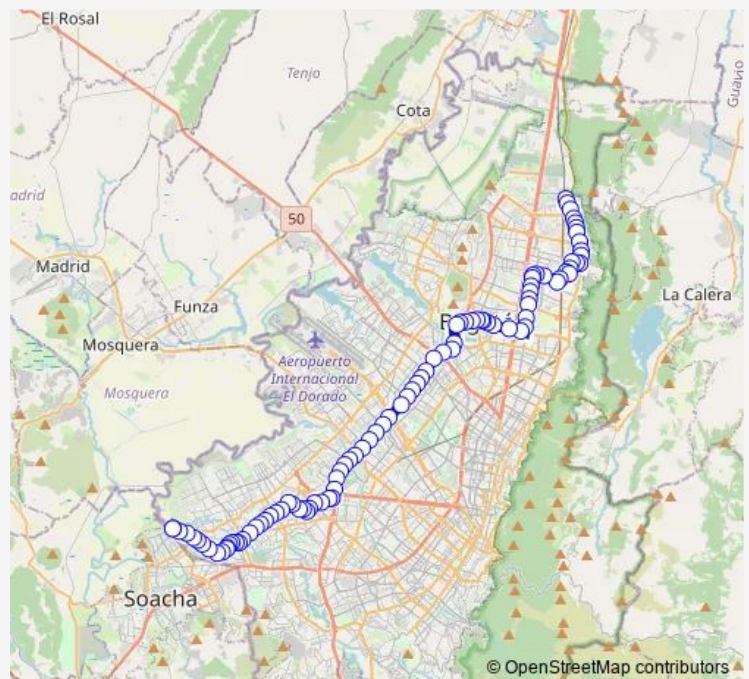 El Rosal
Tenjo
Cota
Guavio
adrid
50
Madrid
Funza
La Calera
Mosquera
Aeropuerto
Internacional
El Dorado
Mosquera
Soacha
© OpenStreetMap contributors